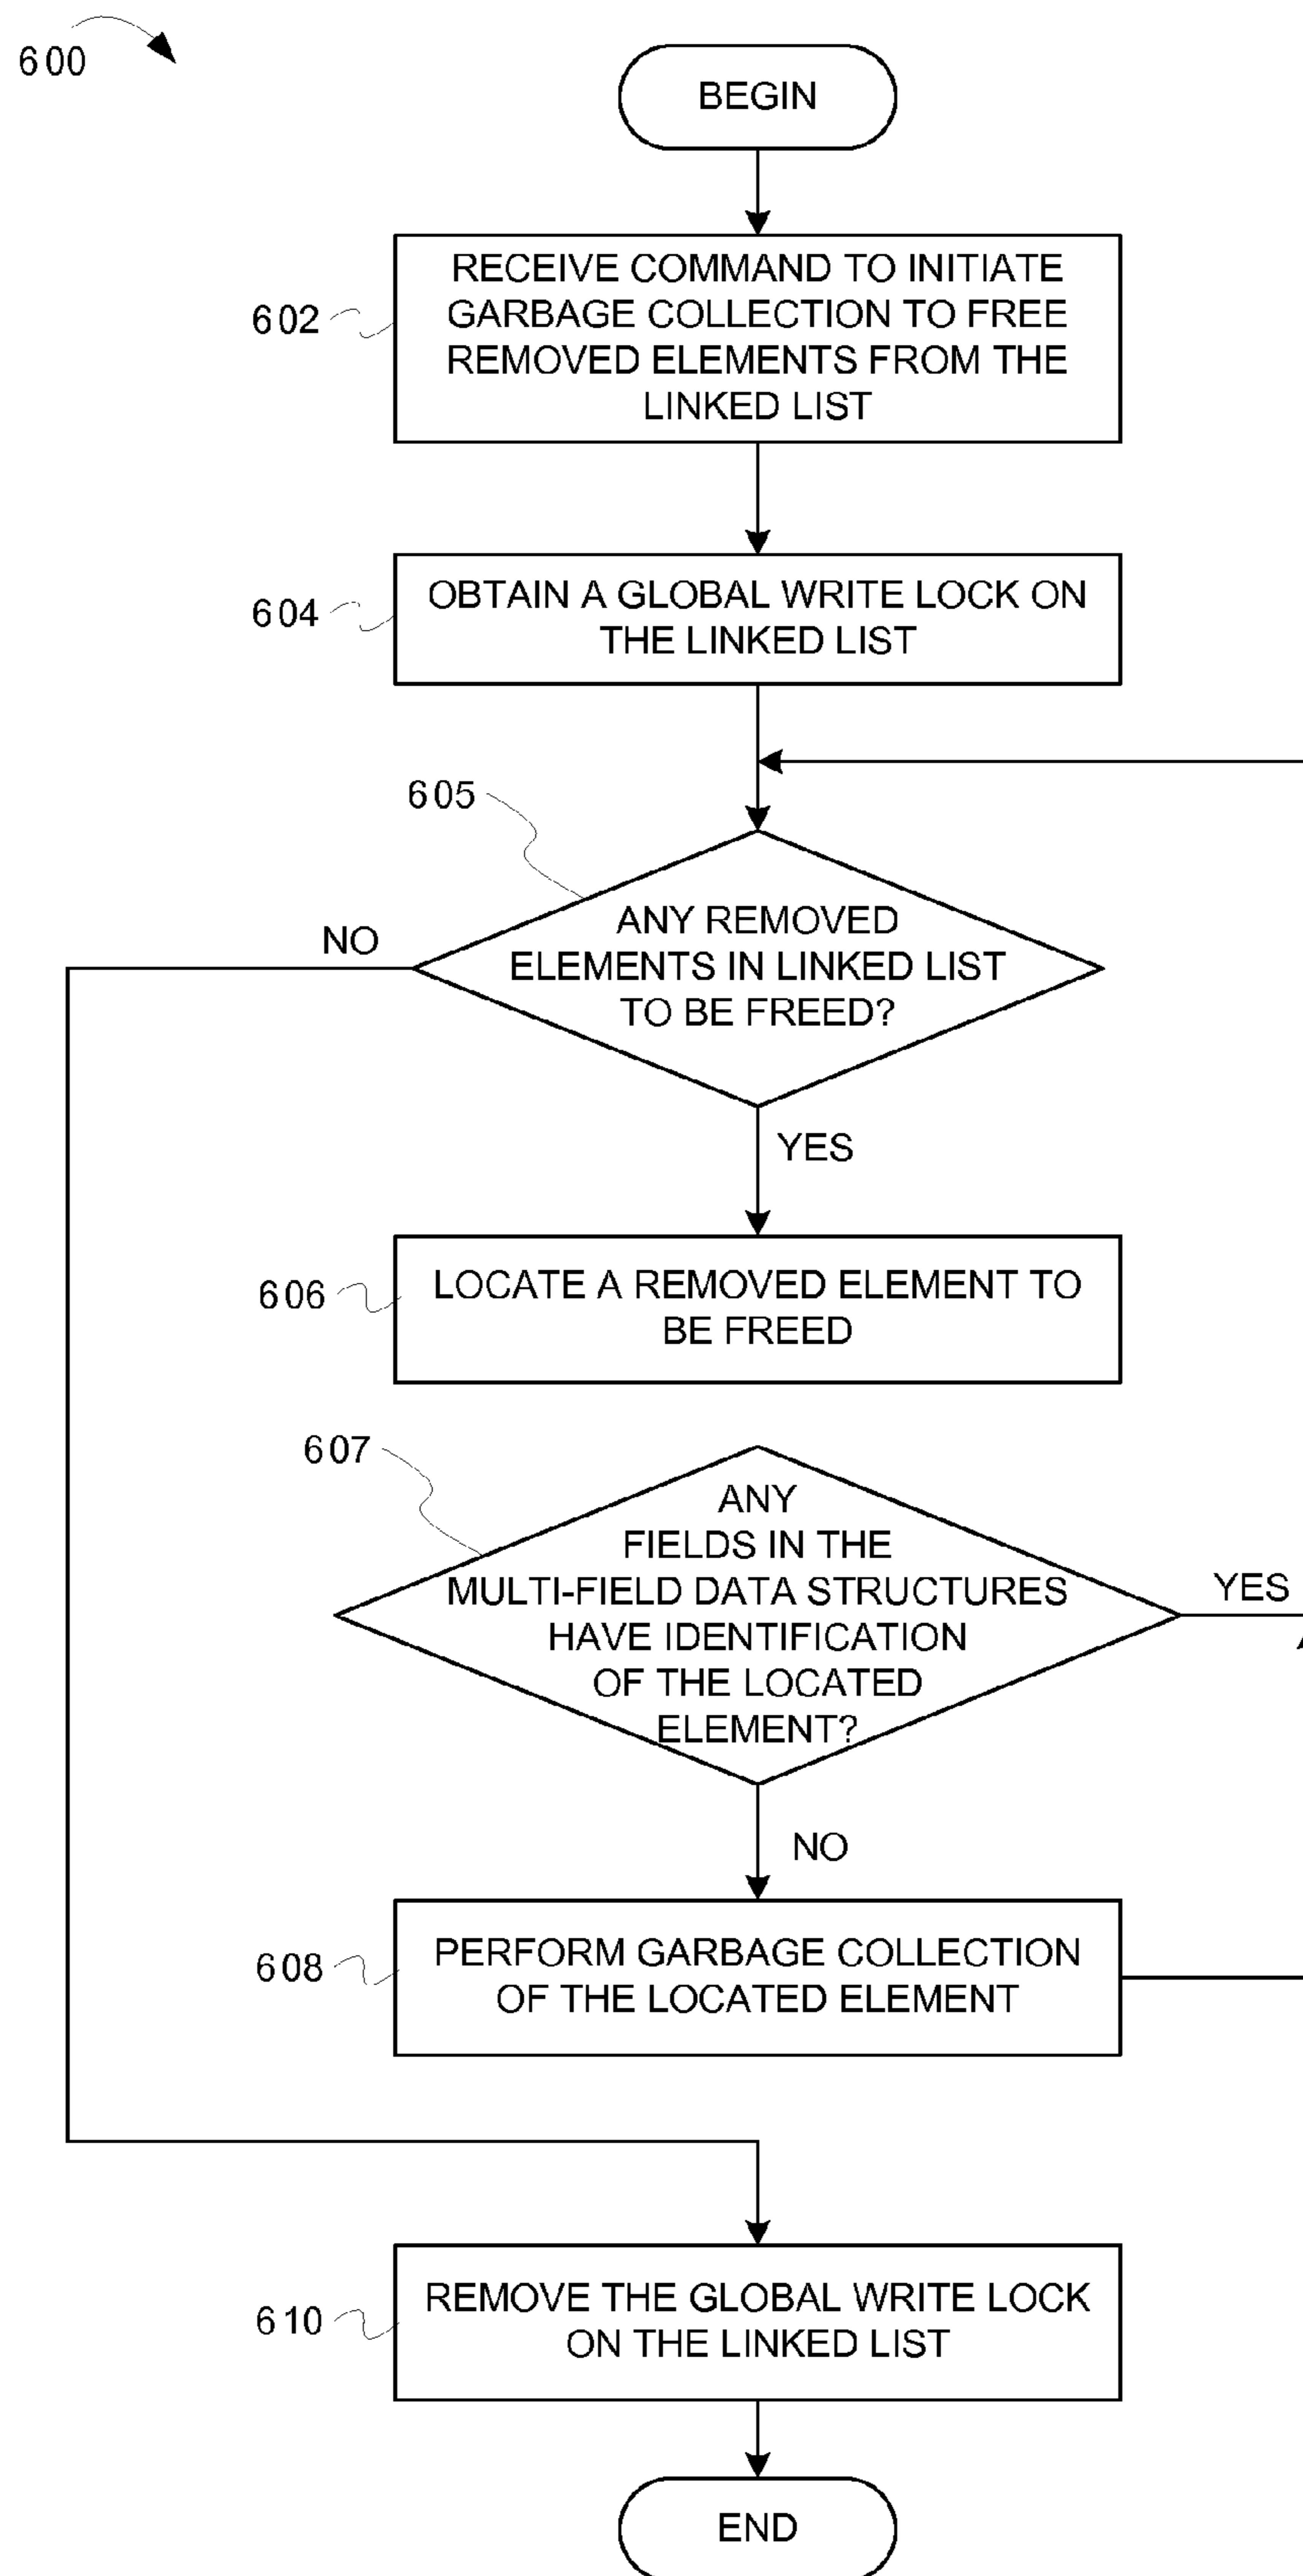 600
BEGIN
602
RECEIVE COMMAND TO INITIATE
GARBAGE COLLECTION TO FREE
REMOVED ELEMENTS FROM THE
LINKED LIST
604
OBTAIN A GLOBAL WRITE LOCK ON
THE LINKED LIST
605
ANY REMOVED
ELEMENTS IN LINKED LIST
TO BE FREED?
NO
YES
606
LOCATE A REMOVED ELEMENT TO
BE FREED
607
ANY
FIELDS IN THE
MULTI-FIELD DATA STRUCTURES
HAVE IDENTIFICATION
OF THE LOCATED
ELEMENT?
YES
NO
608
PERFORM GARBAGE COLLECTION
OF THE LOCATED ELEMENT
610
REMOVE THE GLOBAL WRITE LOCK
ON THE LINKED LIST
END